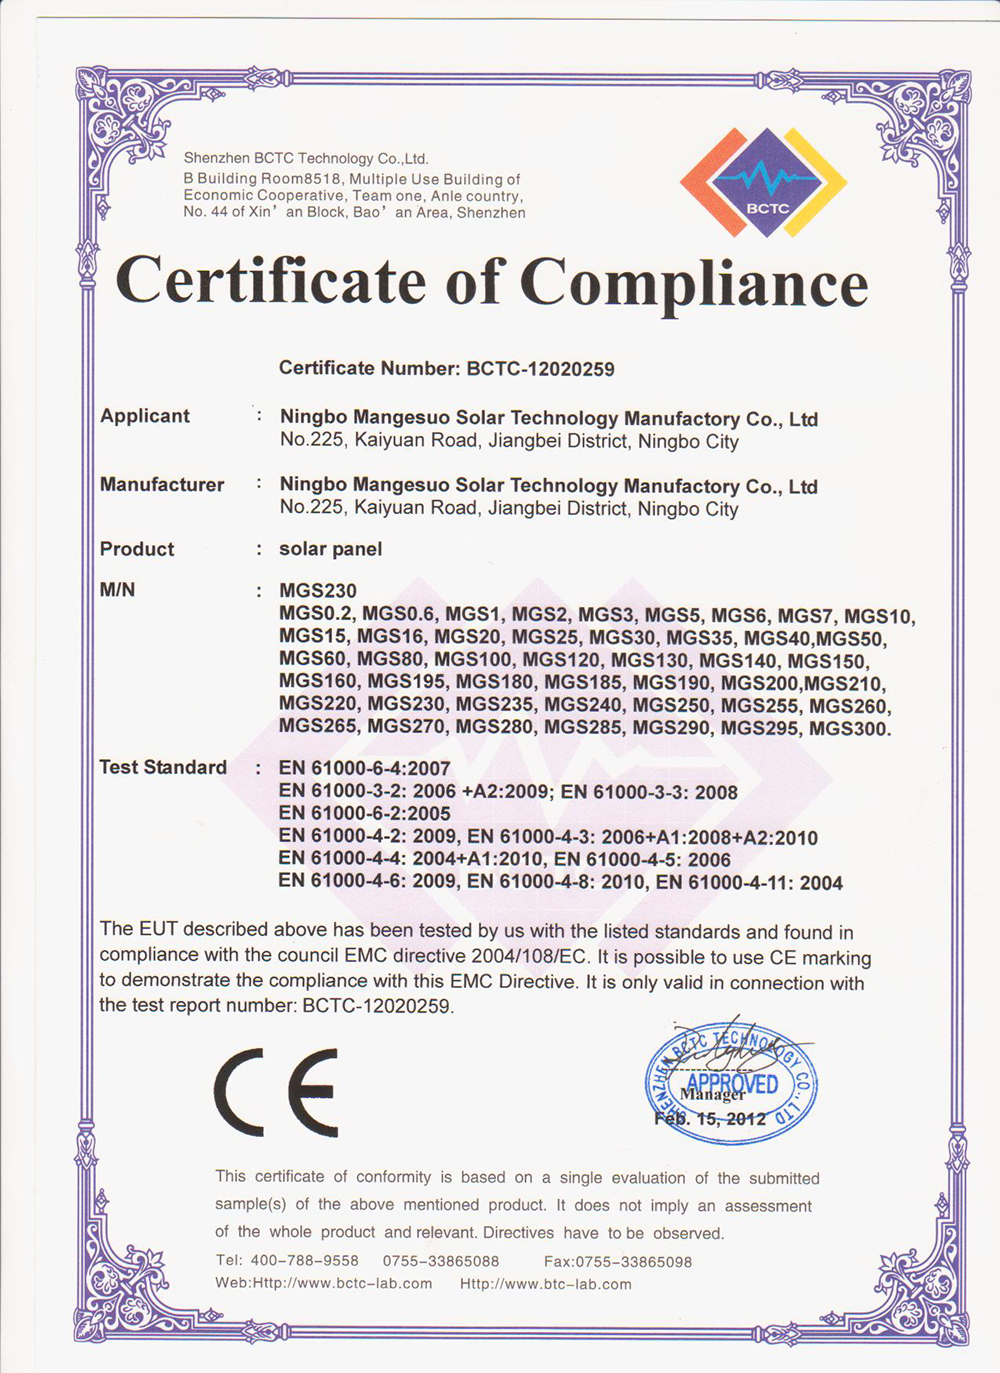 Shenzhen BCTC Technology Co.,Ltd.
B Building Room8518, Multiple Use Building of
Economic Cooperative, Team one, Anle country,
No. 44 of Xin' an Block, Bao' an Area, Shenzhen
BCTC
Certificate of Compliance
Certificate Number: BCTC-12020259
Applicant : Ningbo Mangesuo Solar Technology Manufactory Co., Ltd
No.225, Kaiyuan Road, Jiangbei District, Ningbo City
Manufacturer : Ningbo Mangesuo Solar Technology Manufactory Co., Ltd
No.225, Kaiyuan Road, Jiangbei District, Ningbo City
Product : solar panel
M/N : MGS230
MGS0.2, MGS0.6, MGS1, MGS2, MGS3, MGS5, MGS6, MGS7, MGS10,
MGS15, MGS16, MGS20, MGS25, MGS30, MGS35, MGS40,MGS50,
MGS60, MGS80, MGS100, MGS120, MGS130, MGS140, MGS150,
MGS160, MGS195, MGS180, MGS185, MGS190, MGS200,MGS210,
MGS220, MGS230, MGS235, MGS240, MGS250, MGS255, MGS260,
MGS265, MGS270, MGS280, MGS285, MGS290, MGS295, MGS300.
Test Standard : EN 61000-6-4:2007
EN 61000-3-2: 2006 +A2:2009; EN 61000-3-3: 2008
EN 61000-6-2:2005
EN 61000-4-2: 2009, EN 61000-4-3: 2006+A1:2008+A2:2010
EN 61000-4-4: 2004+A1:2010, EN 61000-4-5: 2006
EN 61000-4-6: 2009, EN 61000-4-8: 2010, EN 61000-4-11: 2004
The EUT described above has been tested by us with the listed standards and found in
compliance with the council EMC directive 2004/108/EC. It is possible to use CE marking
to demonstrate the compliance with this EMC Directive. It is only valid in connection with
the test report number: BCTC-12020259.
CE
SHENZHEN BCTC TECHNOLOGY CO., LTD
APPROVED
Manager
Feb. 15, 2012
This certificate of conformity is based on a single evaluation of the submitted
sample(s) of the above mentioned product. It does not imply an assessment
of the whole product and relevant. Directives have to be observed.
Tel: 400-788-9558 0755-33865088 Fax:0755-33865098
Web:Http://www.bctc-lab.com Http://www.btc-lab.com